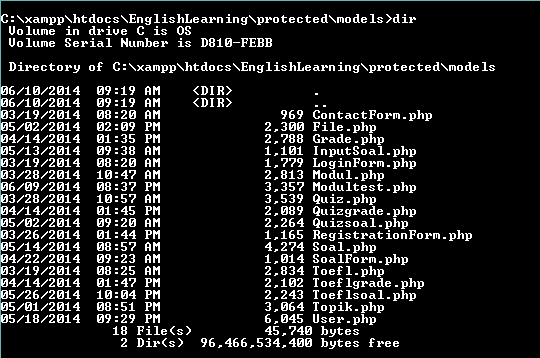 C:\xampp\htdocs\EnglishLearning\protected\models>dir
Volume in drive C is OS
Volume Serial Number is D810-FEBB
Directory of C:\xampp\htdocs\EnglishLearning\protected\models
06/10/2014  09:19 AM    <DIR>          .
06/10/2014  09:19 AM    <DIR>          ..
03/19/2014  08:20 AM               969 ContactForm.php
05/02/2014  02:09 PM             2,300 File.php
04/14/2014  01:35 PM             2,788 Grade.php
05/13/2014  09:38 AM             1,101 InputSoal.php
03/19/2014  08:20 AM             1,779 LoginForm.php
03/28/2014  10:47 AM             2,813 Modul.php
06/09/2014  08:37 PM             3,357 Modultest.php
03/28/2014  10:57 AM             3,539 Quiz.php
04/14/2014  01:45 PM             2,089 Quizgrade.php
05/02/2014  09:20 AM             2,264 Quizsoal.php
03/26/2014  01:44 PM             1,165 RegistrationForm.php
05/14/2014  08:57 AM             4,274 Soal.php
04/22/2014  09:23 AM             1,014 SoalForm.php
03/19/2014  08:25 AM             2,834 Toefl.php
04/14/2014  01:47 PM             2,102 Toeflgrade.php
05/26/2014  10:04 PM             2,243 Toeflsoal.php
05/01/2014  08:51 PM             3,064 Topik.php
05/18/2014  09:29 PM             6,045 User.php
18 File(s)         45,740 bytes
2 Dir(s)  96,466,534,400 bytes free